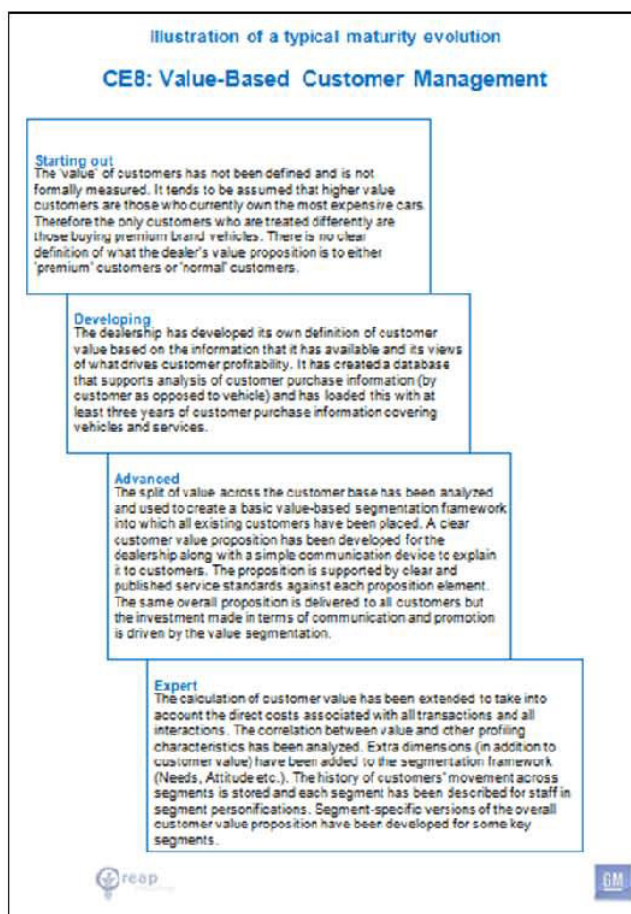 Illustration of a typical maturity evolution
CE8: Value-Based Customer Management
Starting out
The 'value' of customers has not been defined and is not
formally measured. It tends to be assumed that higher value
customers are those who currently own the most expensive cars.
Therefore the only customers who are treated differently are
those buying premium brand vehicles. There is no clear
definition of what the dealer's value proposition is to either
'premium' customers or 'normal' customers.
Developing
The dealership has developed its own definition of customer
value based on the information that it has available and its views
of what drives customer profitability. It has created a database
that supports analysis of customer purchase information (by
customer as opposed to vehicle) and has loaded this with at
least three years of customer purchase information covering
vehicles and services.
Advanced
The split of value across the customer base has been analyzed
and used to create a basic value-based segmentation framework
into which all existing customers have been placed. A clear
customer value proposition has been developed for the
dealership along with a simple communication device to explain
it to customers. The proposition is supported by clear and
published service standards against each proposition element.
The same overall proposition is delivered to all customers but
the investment made in terms of communication and promotion
is driven by the value segmentation.
Expert
The calculation of customer value has been extended to take into
account the direct costs associated with all transactions and all
interactions. The correlation between value and other profiling
characteristics has been analyzed. Extra dimensions (in addition to
customer value) have been added to the segmentation framework
(Needs, Attitude etc.). The history of customers' movement across
segments is stored and each segment has been described for staff in
segment personifications. Segment-specific versions of the overall
customer value proposition have been developed for some key
segments.
reap
GM